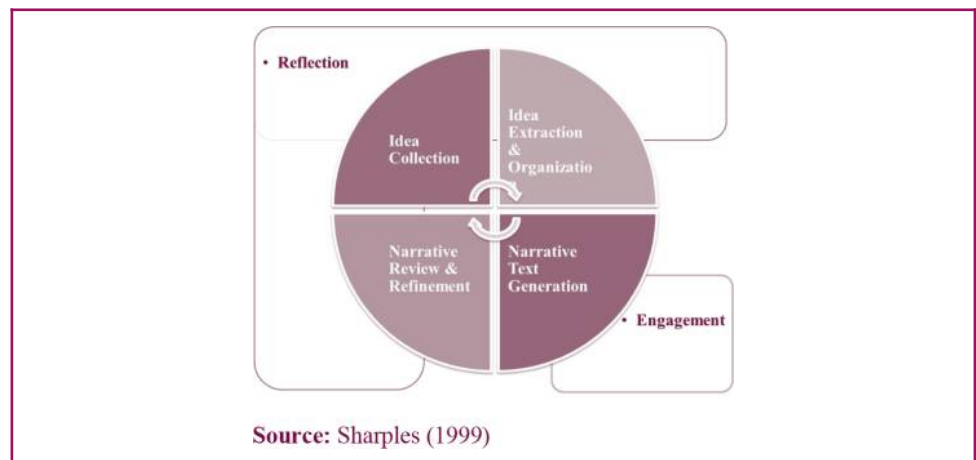 • Reflection
Idea
Collection
Idea
Extraction
&
Organizatio
Narrative
Review &
Refinement
Narrative
Text
Generation
• Engagement
Source: Sharples (1999)